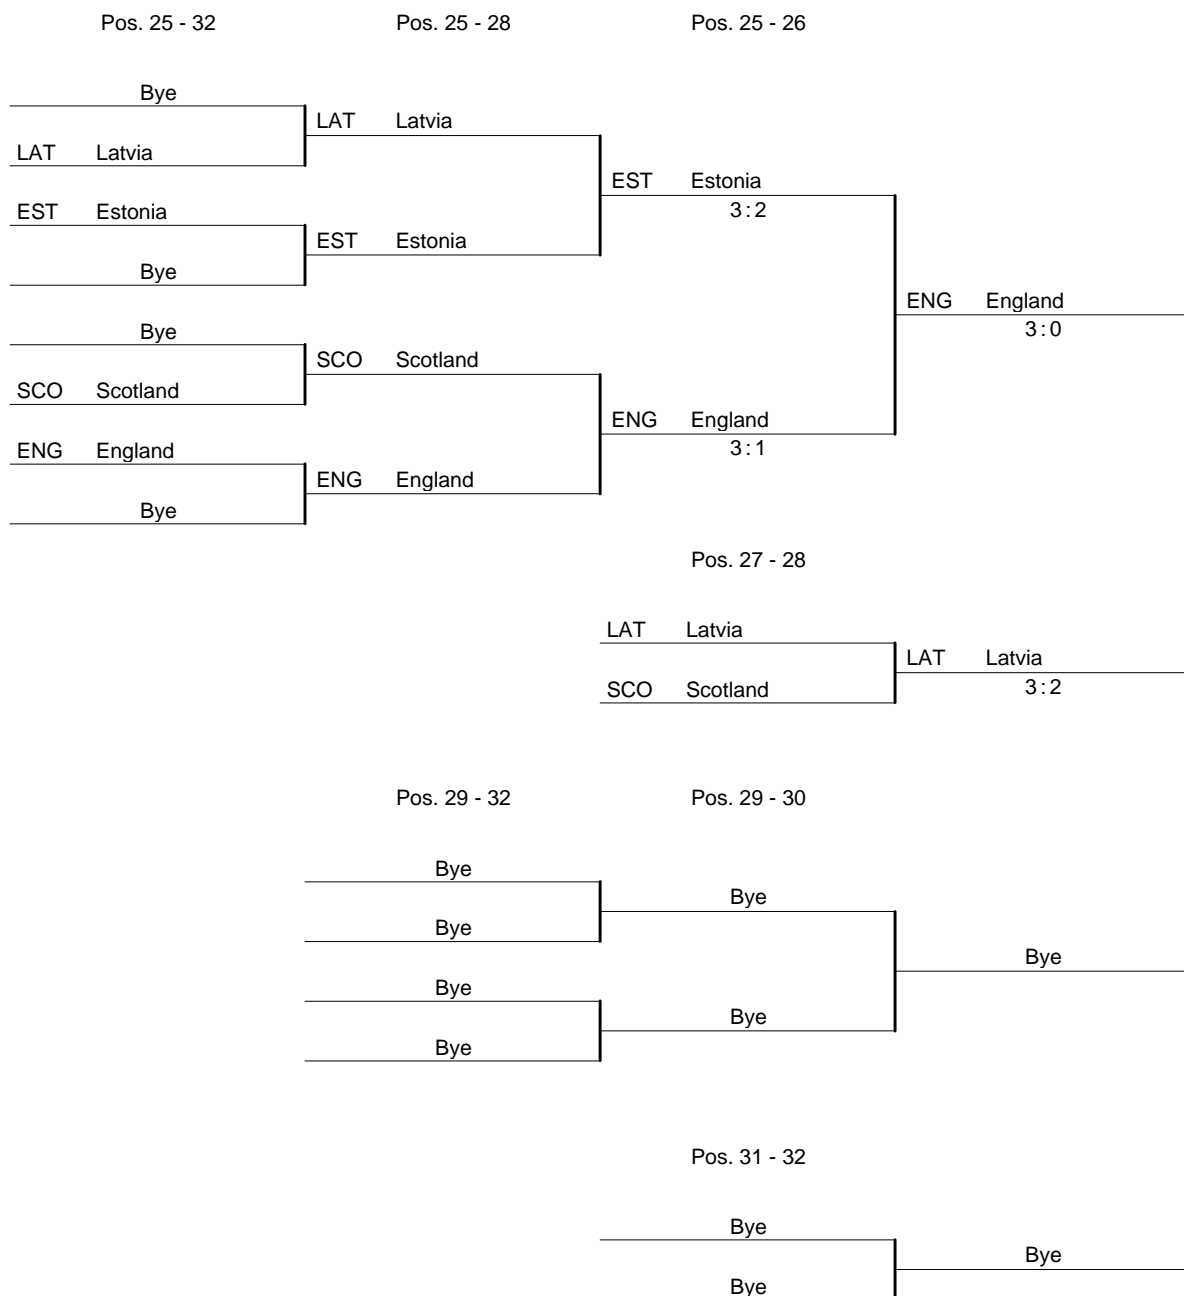 Pos. 25 - 32 Pos. 25 - 28 Pos. 25 - 26
Bye
LAT Latvia
LAT Latvia
EST Estonia
EST Estonia
3 : 2
EST Estonia
Bye
ENG England
3 : 0
Bye
SCO Scotland
SCO Scotland
ENG England
3 : 1
ENG England
ENG England
Bye
Pos. 27 - 28
LAT Latvia
LAT Latvia
3 : 2
SCO Scotland
Pos. 29 - 32 Pos. 29 - 30
Bye
Bye
Bye
Bye
Bye
Bye
Bye
Pos. 31 - 32
Bye
Bye
Bye